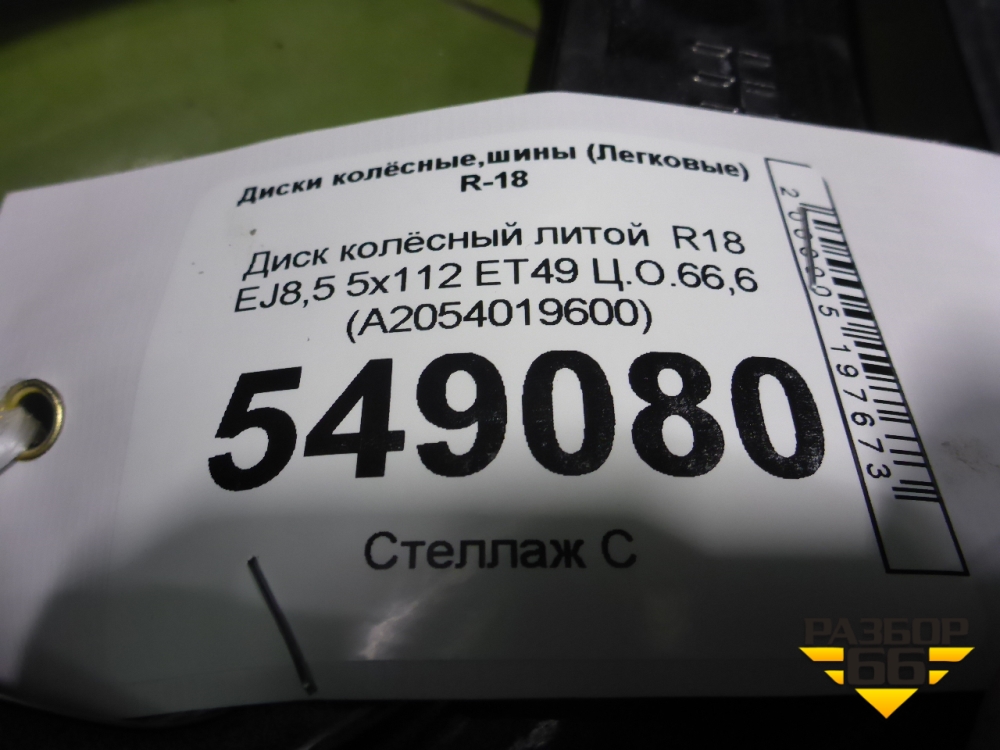 Диски колёсные,шины (Легковые)
R-18
Диск колёсный литой R18
EJ8,5 5x112 ET49 Ц.О.66,6
(A2054019600)
549080
Стеллаж С
РАЗБОР
66